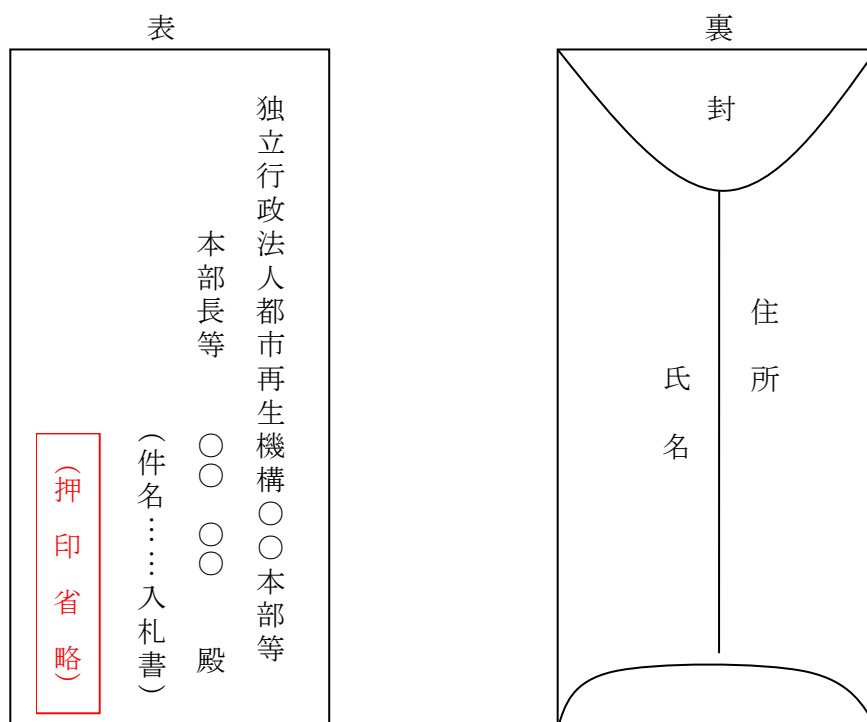 表
独立行政法人都市再生機構○○本部等
本部長等 ○○ ○○ 殿
(件名……入札書)
(押印省略)
裏
封
住所
氏名